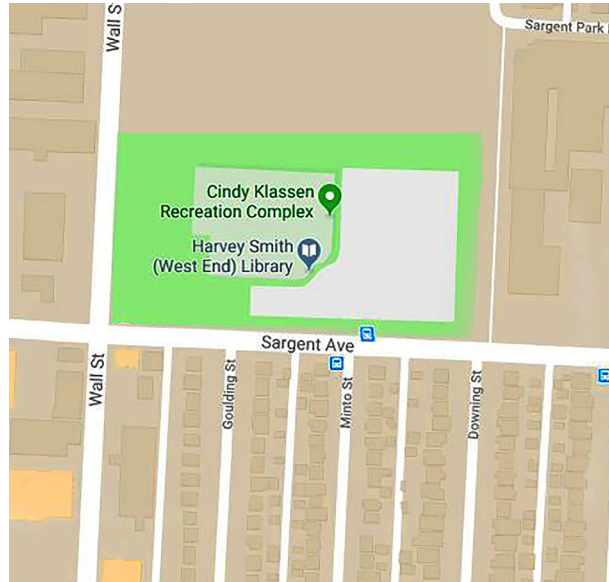 Wall S
Sargent Park
Cindy Klassen
Recreation Complex
Harvey Smith
(West End) Library
Sargent Ave
Wall St
Goulding St
Minto St
Downing St